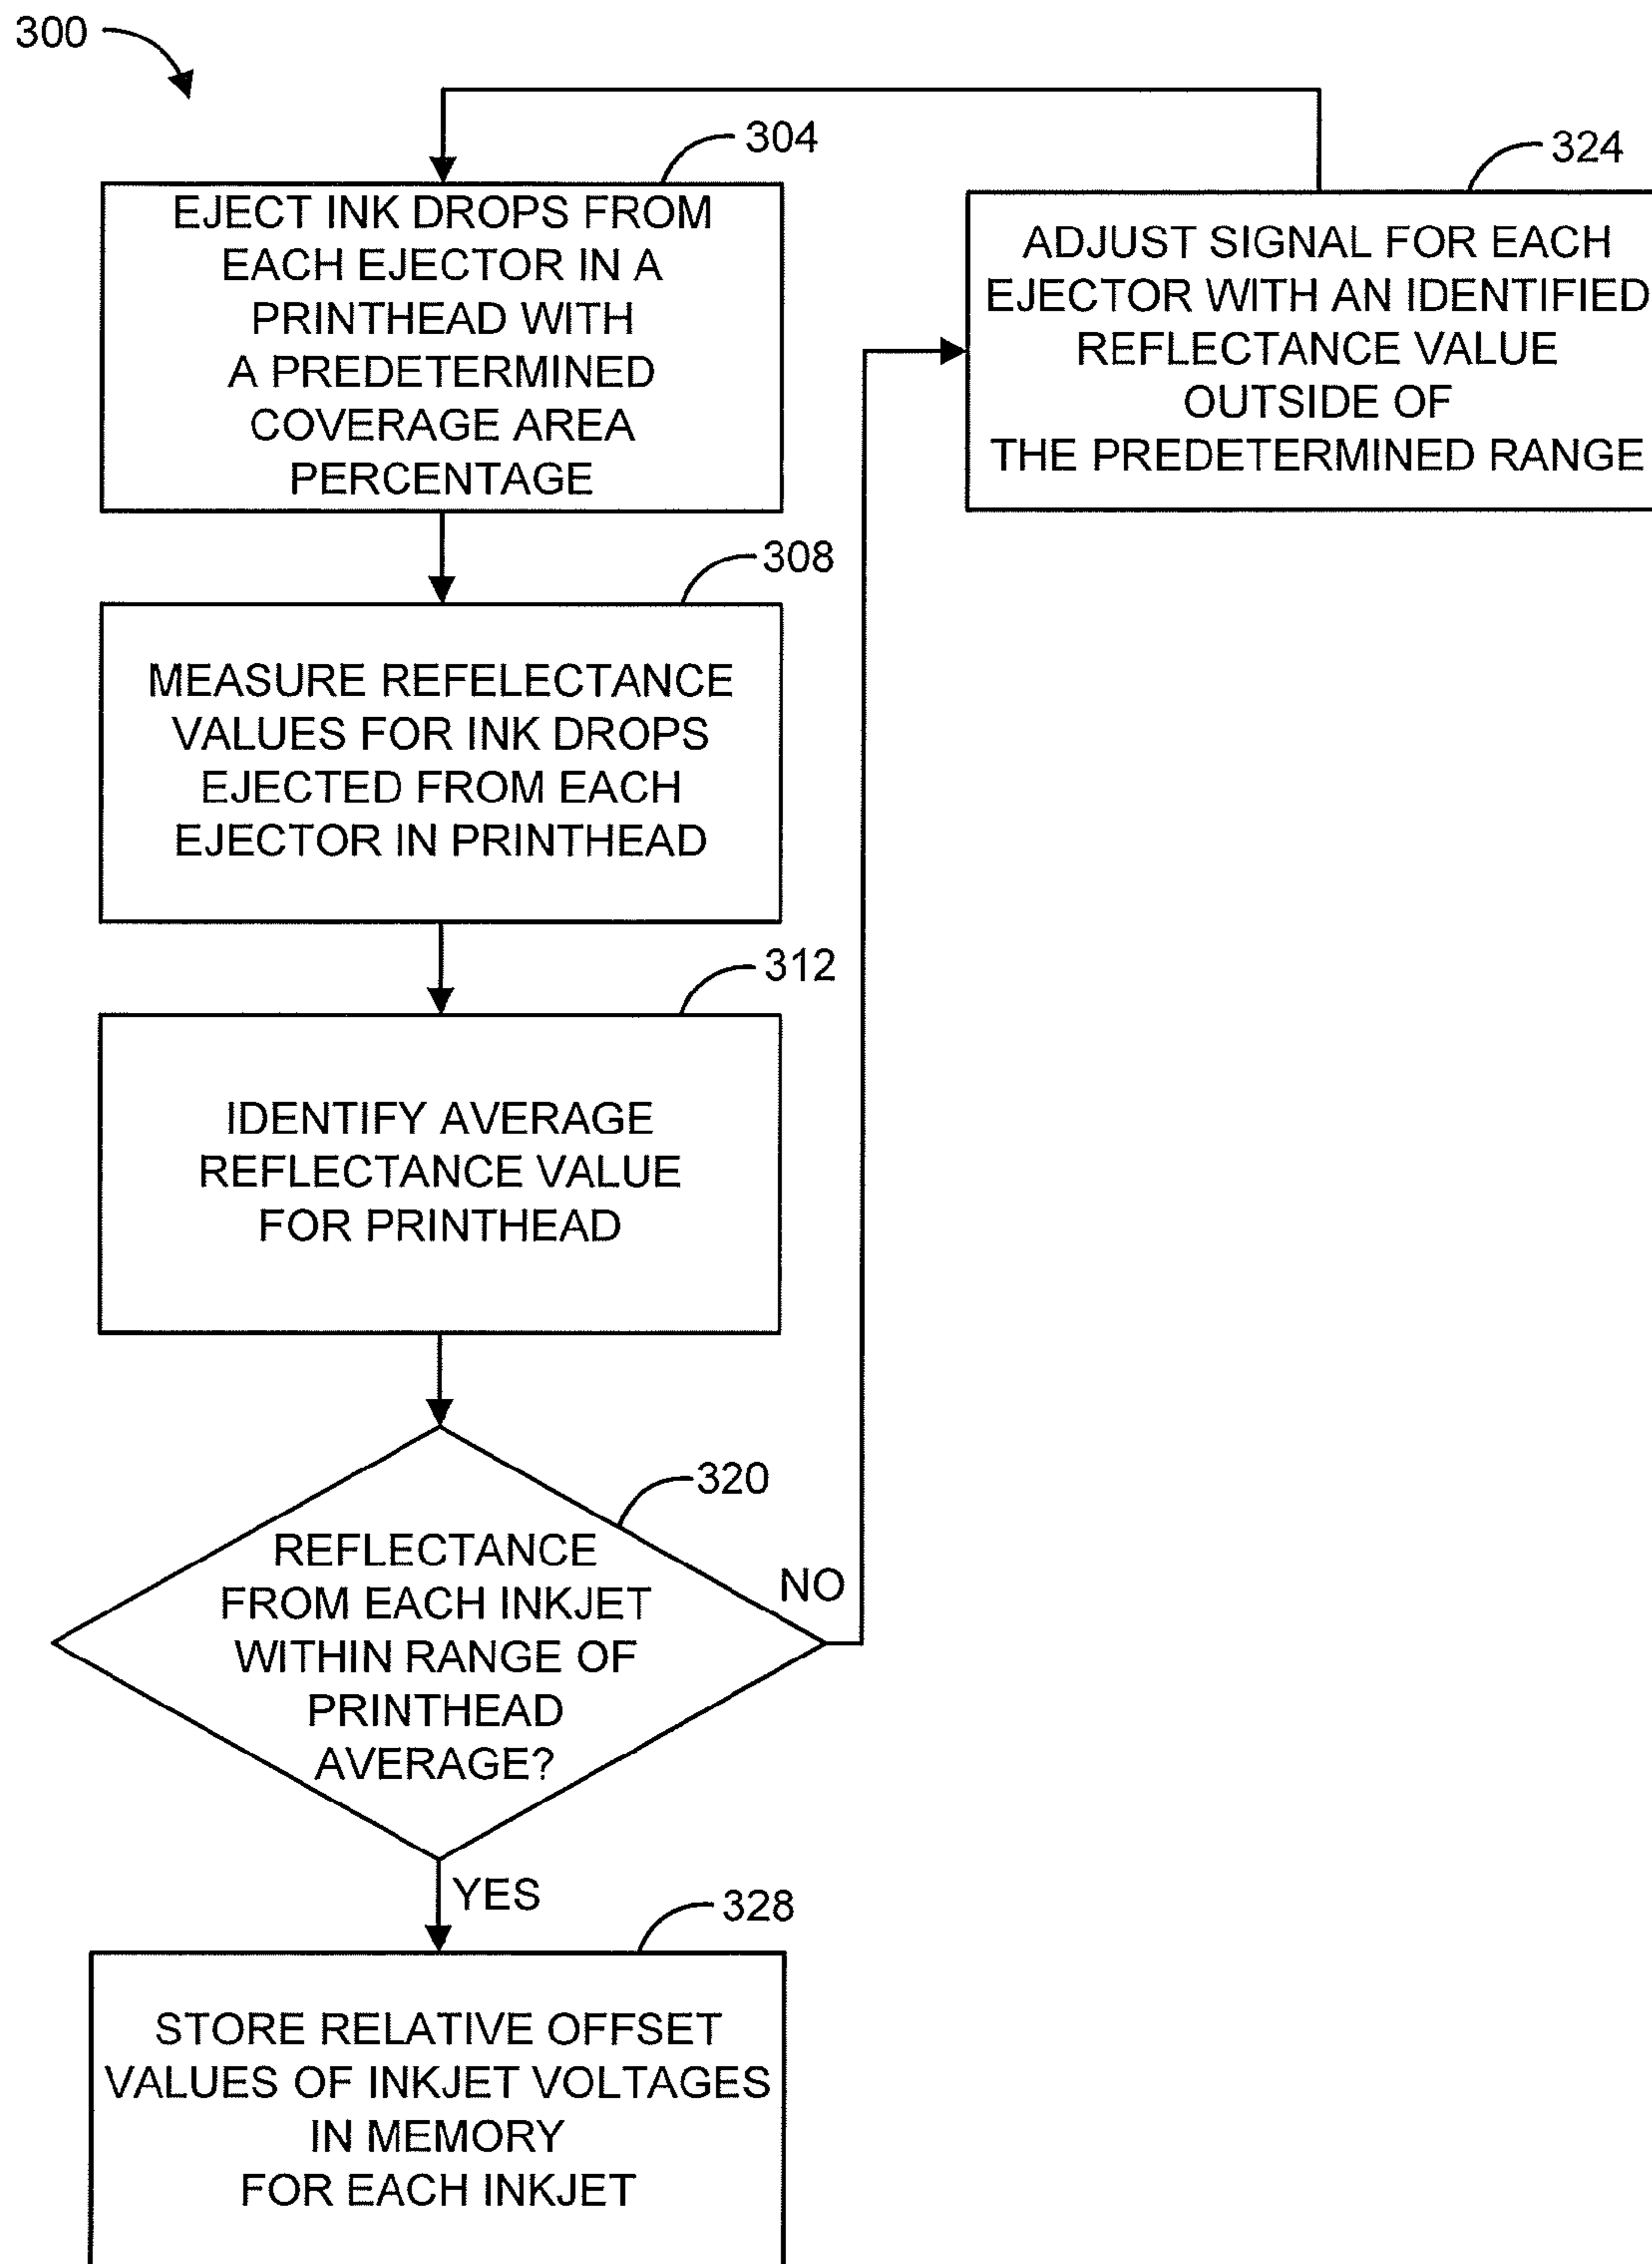 300
304
EJECT INK DROPS FROM
EACH EJECTOR IN A
PRINTHEAD WITH
A PREDETERMINED
COVERAGE AREA
PERCENTAGE
324
ADJUST SIGNAL FOR EACH
EJECTOR WITH AN IDENTIFIED
REFLECTANCE VALUE
OUTSIDE OF
THE PREDETERMINED RANGE
308
MEASURE REFELECTANCE
VALUES FOR INK DROPS
EJECTED FROM EACH
EJECTOR IN PRINTHEAD
312
IDENTIFY AVERAGE
REFLECTANCE VALUE
FOR PRINTHEAD
320
REFLECTANCE
FROM EACH INKJET
WITHIN RANGE OF
PRINTHEAD
AVERAGE?
NO
YES
328
STORE RELATIVE OFFSET
VALUES OF INKJET VOLTAGES
IN MEMORY
FOR EACH INKJET